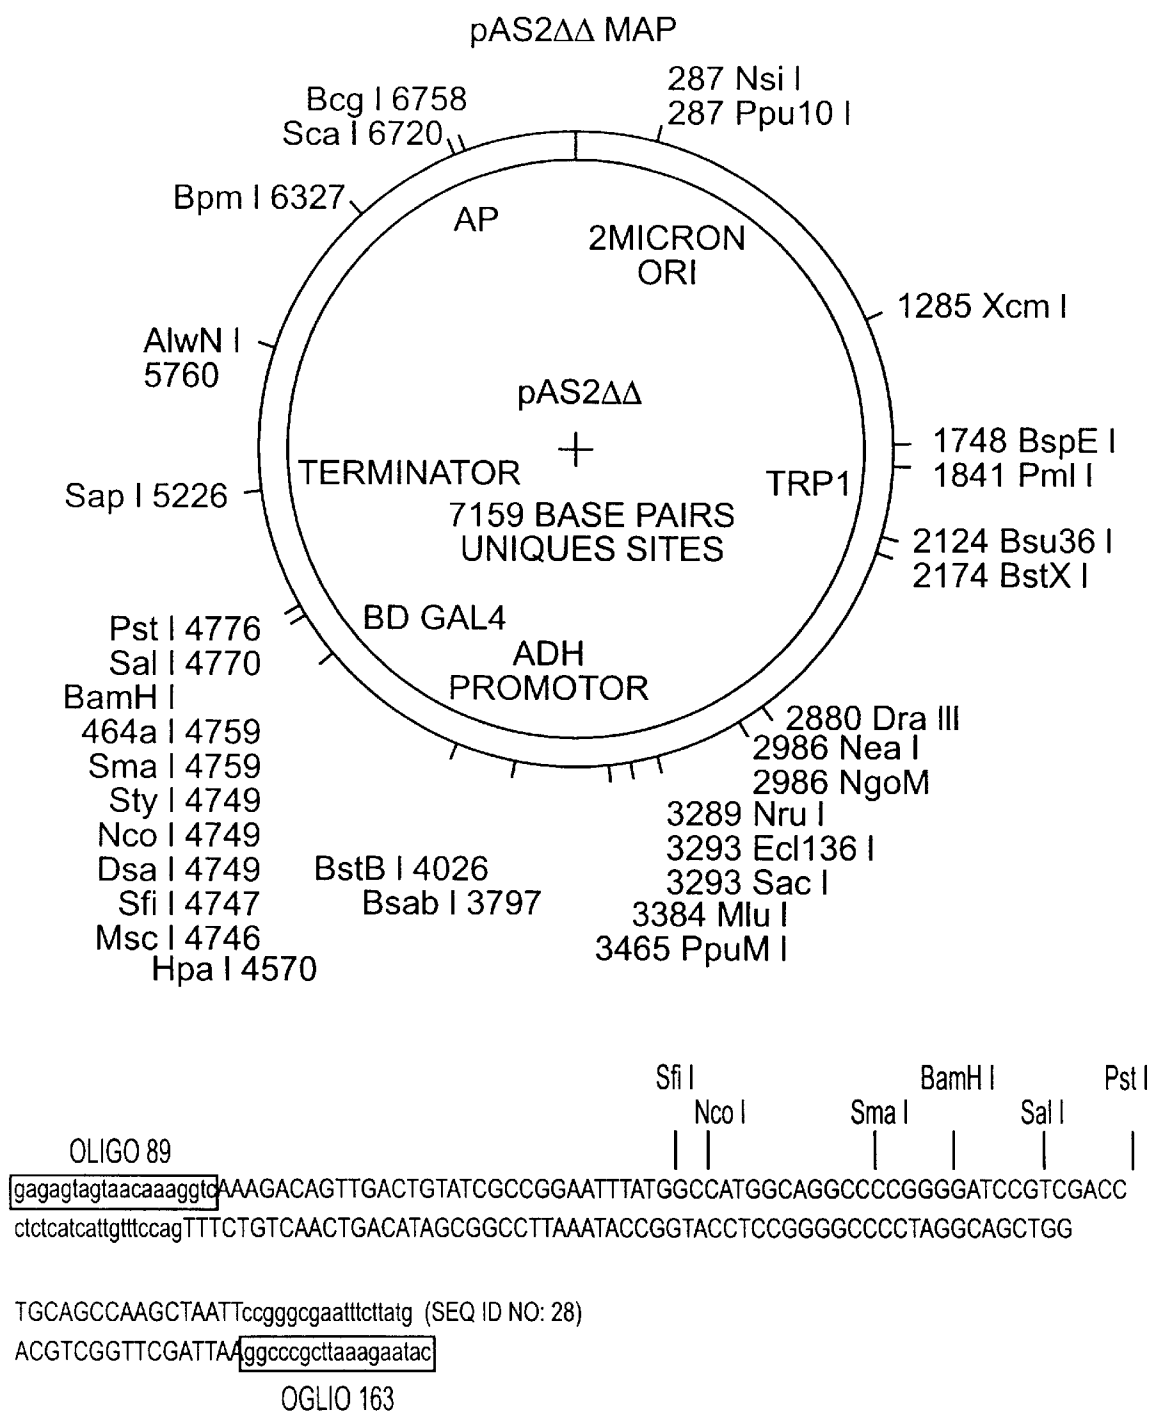 pAS2ΔΔ MAP
287 Nsi I
287 Ppu10 I
Bcg I 6758
Sca I 6720
Bpm I 6327
AP
2MICRON
ORI
1285 Xcm I
AlwN I
5760
pAS2ΔΔ
1748 BspE I
1841 Pml I
TERMINATOR
TRP1
Sap I 5226
7159 BASE PAIRS
UNIQUES SITES
2124 Bsu36 I
2174 BstX I
BD GAL4
ADH
PROMOTOR
Pst I 4776
Sal I 4770
BamH I
464a I 4759
Sma I 4759
Sty I 4749
Nco I 4749
Dsa I 4749
Sfi I 4747
Msc I 4746
Hpa I 4570
BstB I 4026
Bsab I 3797
2880 Dra III
2986 Nea I
2986 NgoM
3289 Nru I
3293 Ecl136 I
3293 Sac I
3384 Mlu I
3465 PpuM I
Sfi I
BamH I
Pst I
Nco I
Sma I
Sal I
OLIGO 89
gagagtagtaacaaaggtcAAAGACAGTTGACTGTATCGCCGGAATTTATGGCCATGGCAGGCCCCGGGGATCCGTCGACC
ctctcatcattgtttccagTTTCTGTCAACTGACATAGCGGCCTTAAATACCGGTACCTCCGGGGCCCCTAGGCAGCTGG
TGCAGCCAAGCTAATTccgggcgaatttcttatg (SEQ ID NO: 28)
ACGTCGGTTCGATTAAggcccgcttaaagaatac
OGLIO 163